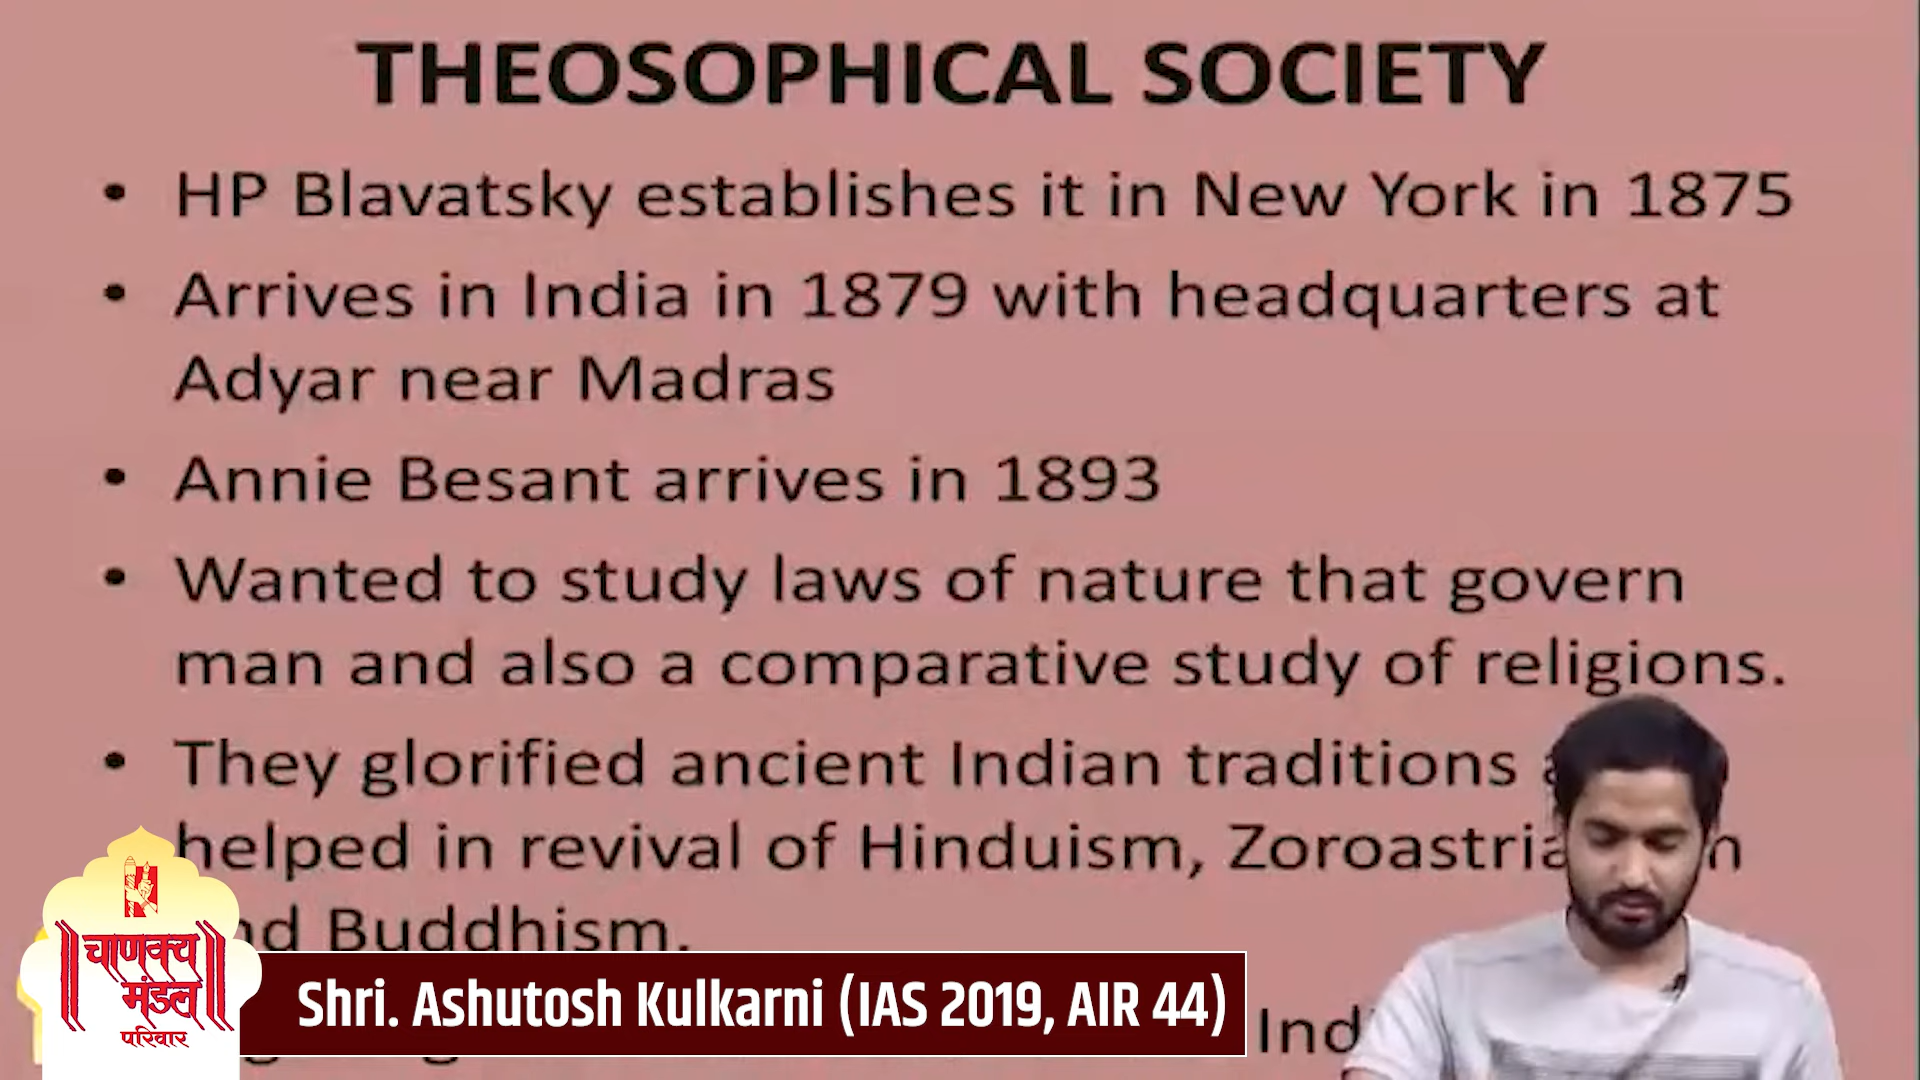 THEOSOPHICAL SOCIETY
• HP Blavatsky establishes it in New York in 1875
• Arrives in India in 1879 with headquarters at
Adyar near Madras
• Annie Besant arrives in 1893
• Wanted to study laws of nature that govern
man and also a comparative study of religions.
• They glorified ancient Indian traditions
helped in revival of Hinduism,
Buddhism.
चाणक्य
मंडल
परिवार
Shri. Ashutosh Kulkarni (IAS 2019, AIR 44)